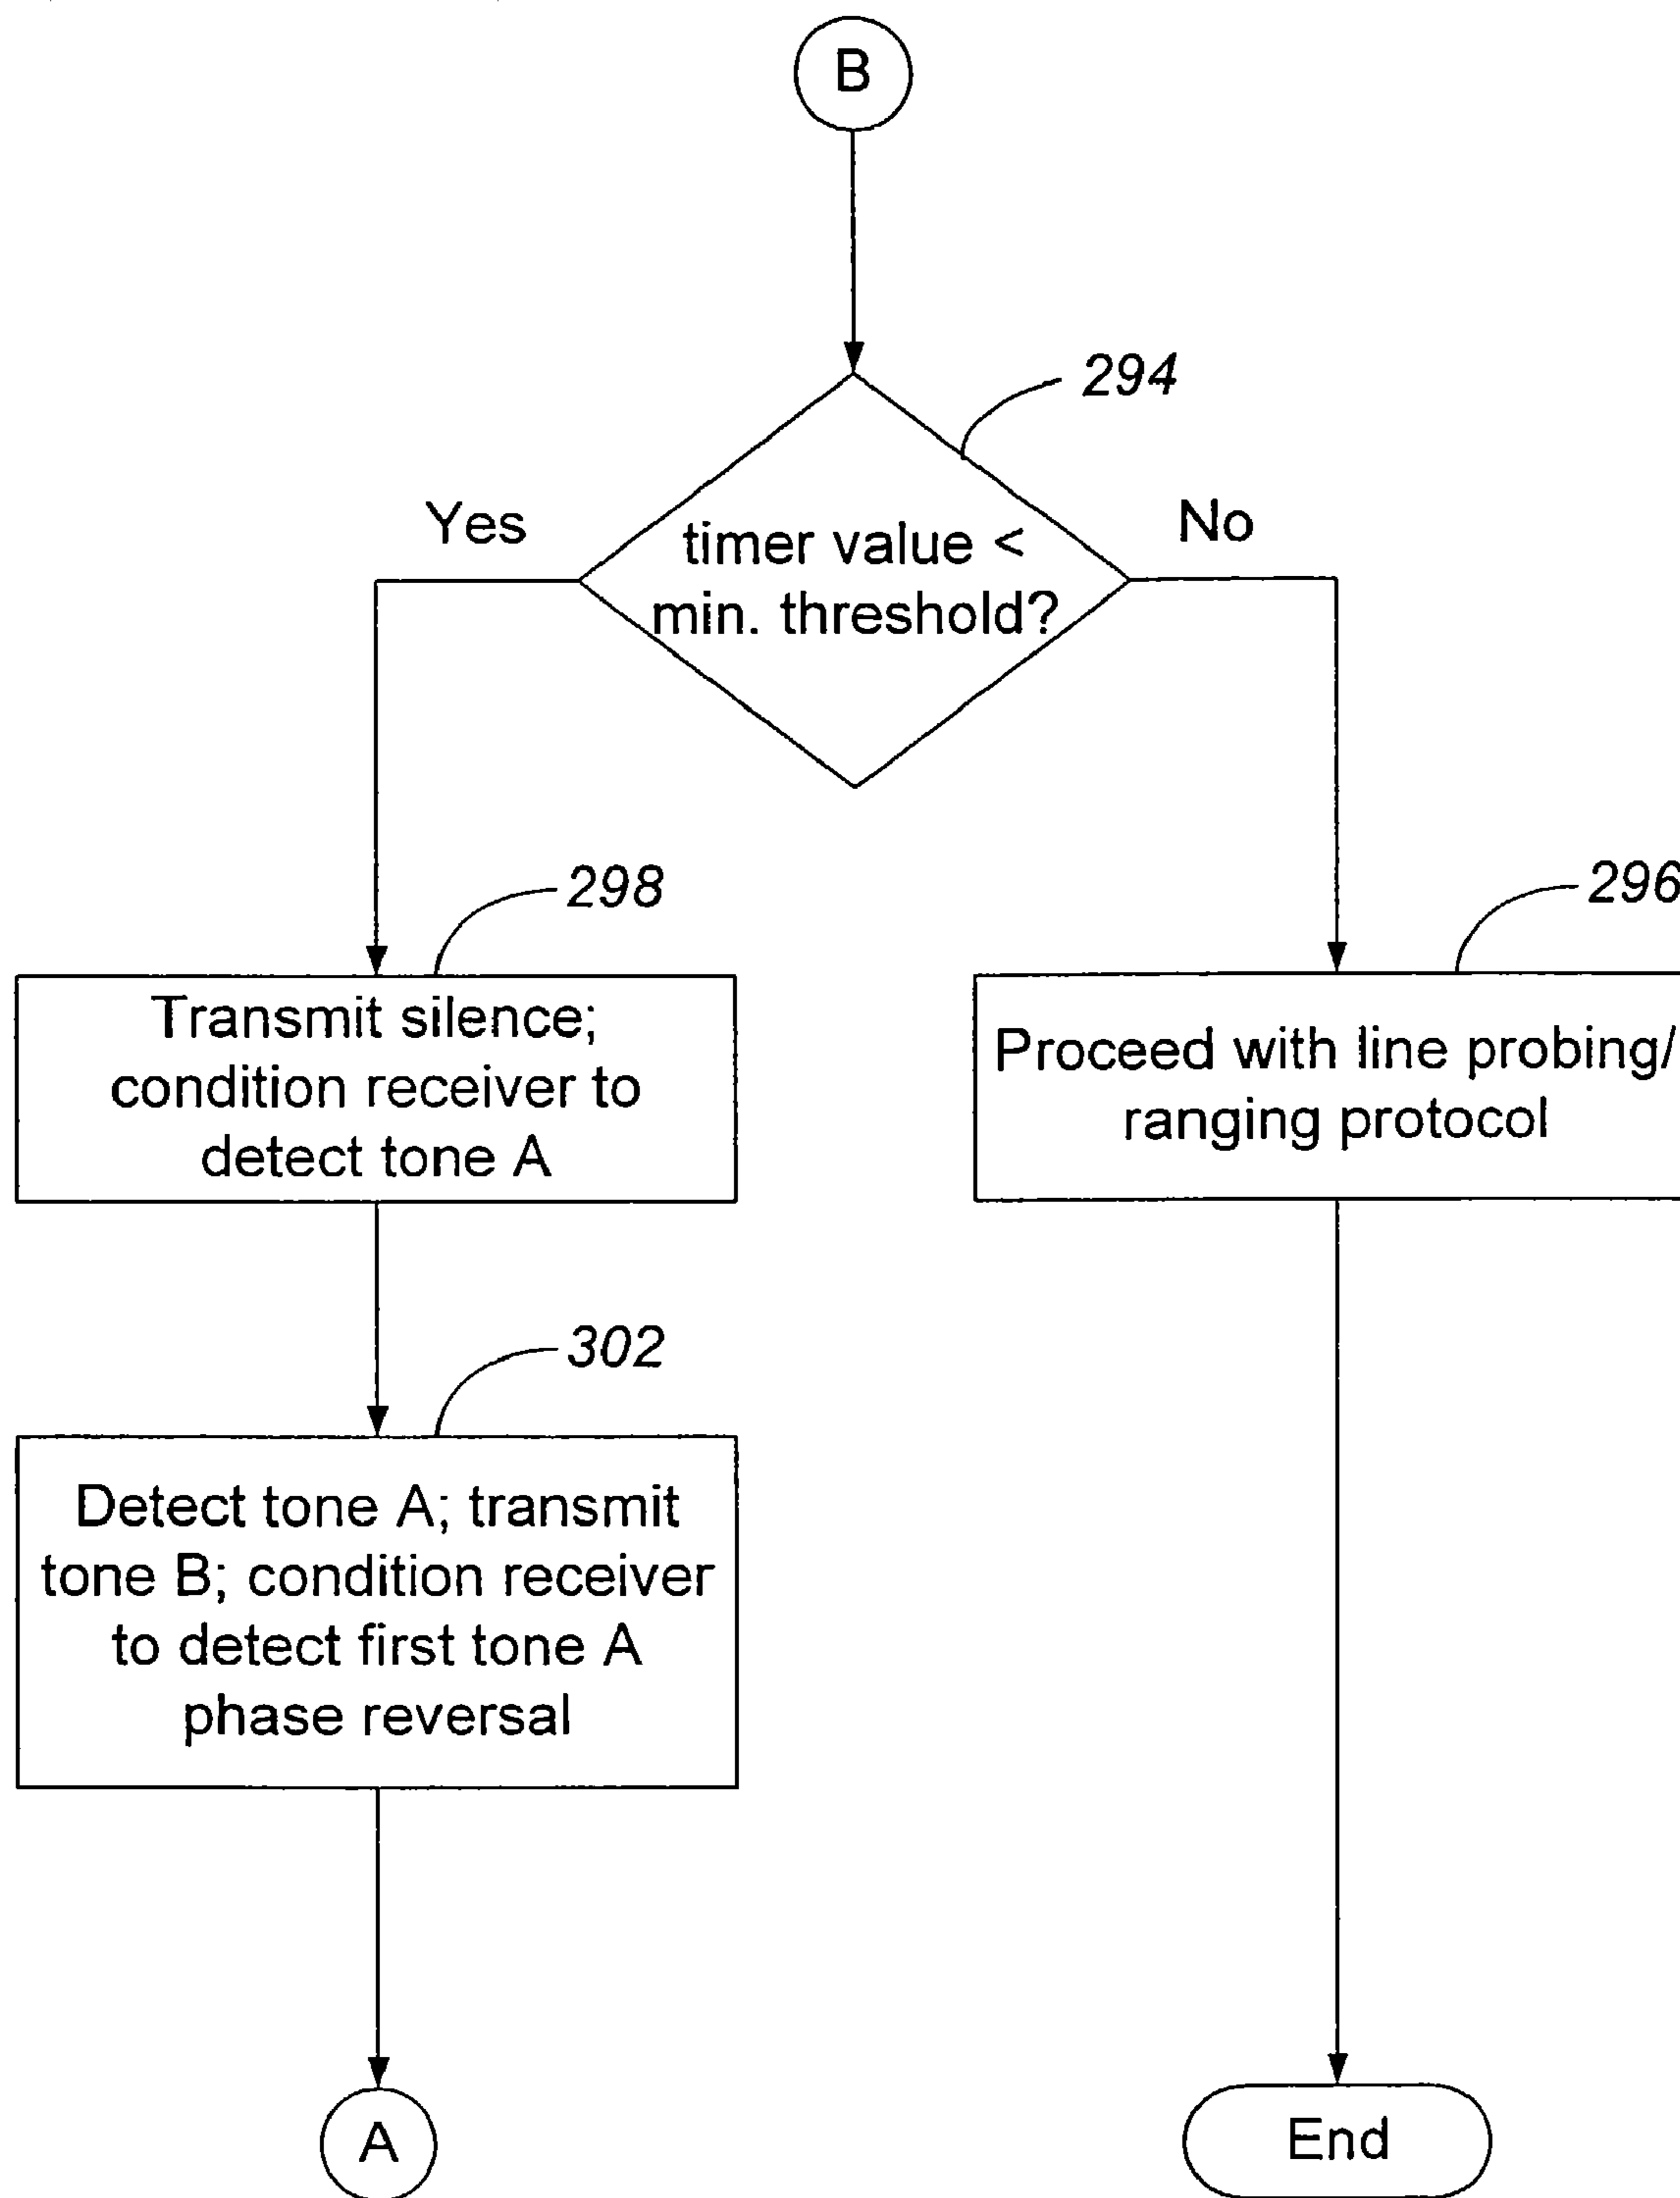 B
294
Yes
No
timer value <
min. threshold?
298
296
Transmit silence;
condition receiver to
detect tone A
Proceed with line probing/
ranging protocol
302
Detect tone A; transmit
tone B; condition receiver
to detect first tone A
phase reversal
A
End